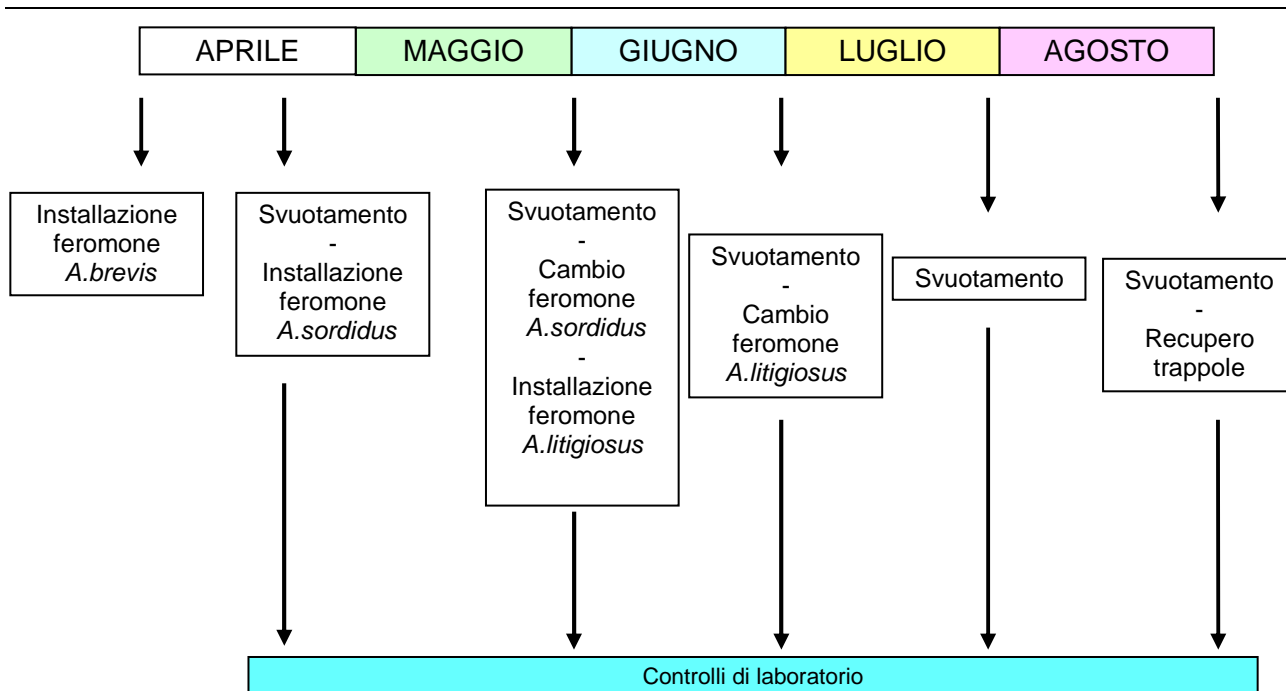 APRILE MAGGIO GIUGNO LUGLIO AGOSTO
Installazione
feromone
A.brevis
Svuotamento
-
Installazione
feromone
A.sordidus
Svuotamento
-
Cambio
feromone
A.sordidus
-
Installazione
feromone
A.litigiosus
Svuotamento
-
Cambio
feromone
A.litigiosus
Svuotamento
Svuotamento
-
Recupero
trappole
Controlli di laboratorio